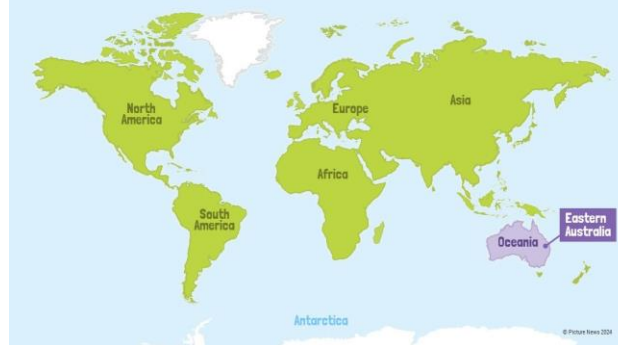 North
America
Europe
Asia
Africa
South
America
Oceania
Eastern
Australia
Antarctica
© Picture News 2024